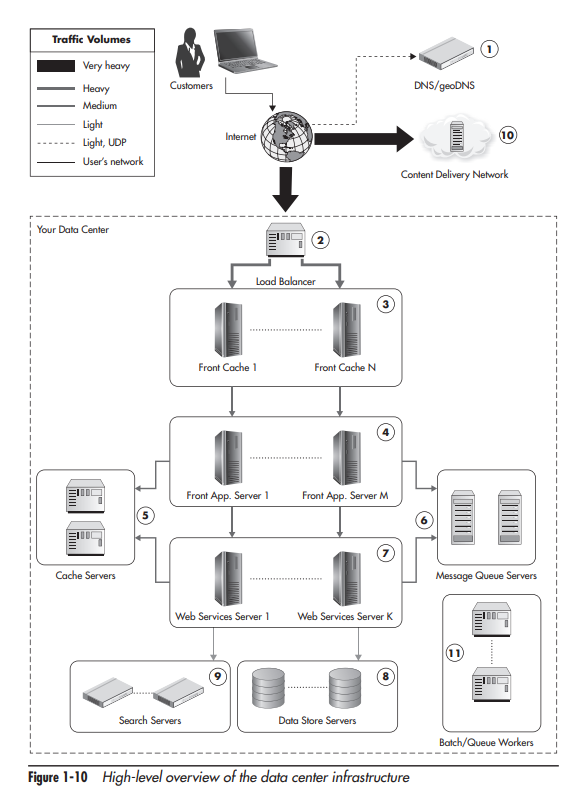 Traffic Volumes
Very heavy
Heavy
Medium
Light
Light, UDP
User's network
Customers
1
DNS/geoDNS
Internet
10
Content Delivery Network
Your Data Center
2
Load Balancer
3
Front Cache 1
Front Cache N
4
Front App. Server 1
Front App. Server M
5
Cache Servers
6
Message Queue Servers
7
Web Services Server 1
Web Services Server K
9
Search Servers
8
Data Store Servers
11
Batch/Queue Workers
Figure 1-10 High-level overview of the data center infrastructure